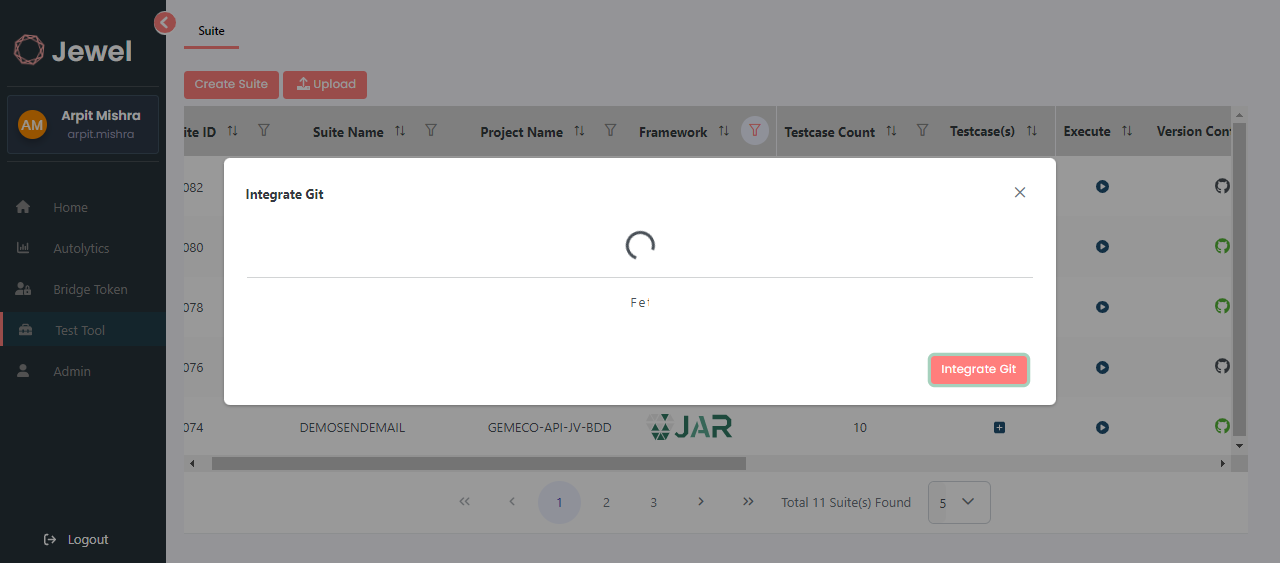 Jewel
AM
Arpit Mishra
arpit.mishra
Home
Autolytics
Bridge Token
Test Tool
Admin
Logout
Suite
Create Suite
Upload
ite ID Suite Name Project Name Framework Testcase Count Testcase(s) Execute Version Con
082
080
078
076
074 DEMOSENDEMAIL GEMECO-API-JV-BDD JAR 10
Integrate Git
Fet
Integrate Git
1 2 3 Total 11 Suite(s) Found 5